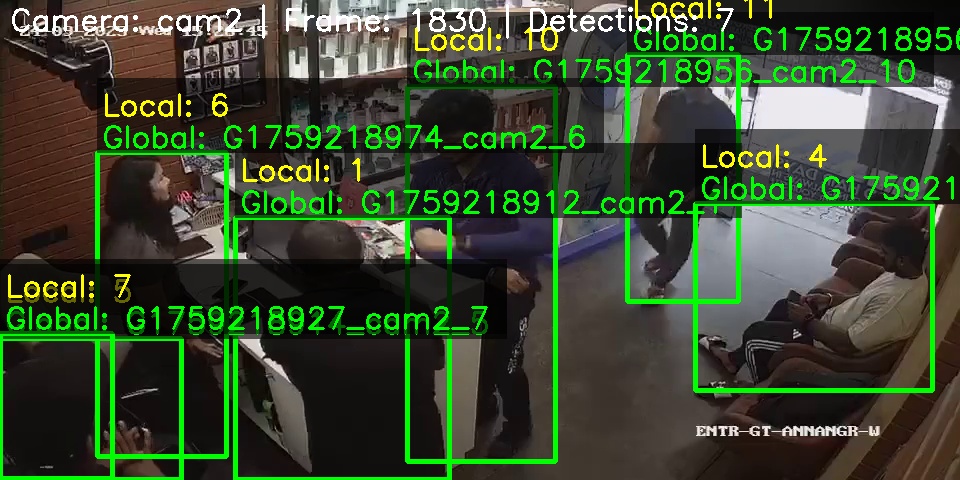 Camera: cam2 | Frame: 1830 | Detections: 7
Local: 11
Local: 10
Global: G1759218956
Global: G1759218956_cam2_10
Local: 6
Global: G1759218974_cam2_6
Local: 4
Local: 1
Global: G175921
Global: G1759218912_cam2_1
Local: 7
Global: G1759218927_cam2_7
ENTR-GT-ANNANGR-W